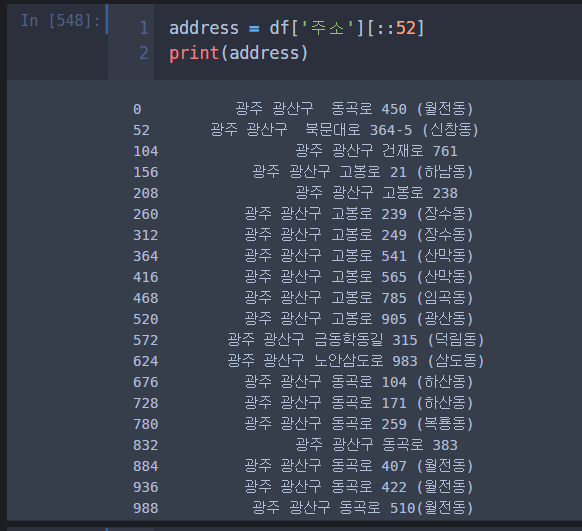 In [548]:
1 address = df['주소'][::52]
2 print(address)
0 광주 광산구  동곡로 450 (월전동)
52 광주 광산구  북문대로 364-5 (신창동)
104 광주 광산구 건재로 761
156 광주 광산구 고봉로 21 (하남동)
208 광주 광산구 고봉로 238
260 광주 광산구 고봉로 239 (장수동)
312 광주 광산구 고봉로 249 (장수동)
364 광주 광산구 고봉로 541 (산막동)
416 광주 광산구 고봉로 565 (산막동)
468 광주 광산구 고봉로 785 (임곡동)
520 광주 광산구 고봉로 905 (광산동)
572 광주 광산구 금동학동길 315 (덕림동)
624 광주 광산구 노안삼도로 983 (삼도동)
676 광주 광산구 동곡로 104 (하산동)
728 광주 광산구 동곡로 171 (하산동)
780 광주 광산구 동곡로 259 (복룡동)
832 광주 광산구 동곡로 383
884 광주 광산구 동곡로 407 (월전동)
936 광주 광산구 동곡로 422 (월전동)
988 광주 광산구 동곡로 510(월전동)